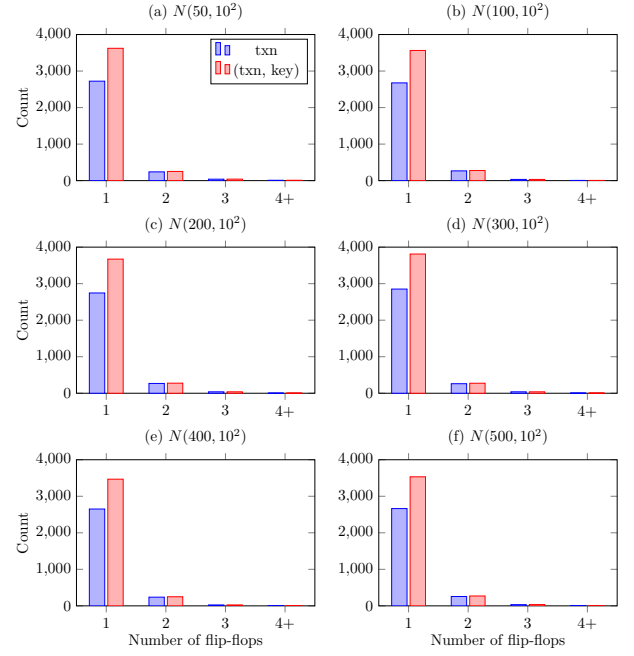 (a) N(50, 10²)
(b) N(100, 10²)
4,000
3,000
2,000
1,000
0
Count
txn
(txn, key)
1 2 3 4+
4,000
3,000
2,000
1,000
0
1 2 3 4+
(c) N(200, 10²)
(d) N(300, 10²)
4,000
3,000
2,000
1,000
0
Count
1 2 3 4+
4,000
3,000
2,000
1,000
0
1 2 3 4+
(e) N(400, 10²)
(f) N(500, 10²)
4,000
3,000
2,000
1,000
0
Count
1 2 3 4+
Number of flip-flops
4,000
3,000
2,000
1,000
0
1 2 3 4+
Number of flip-flops